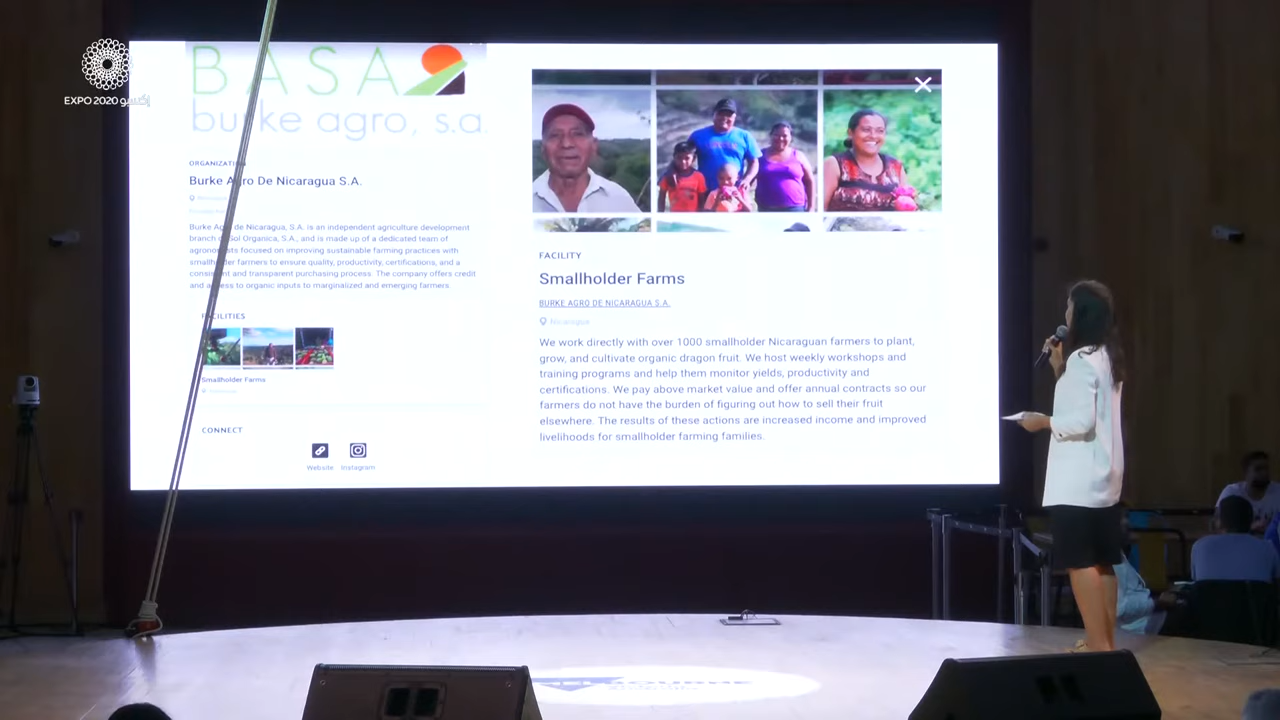 EXPO 2020 إكسبو
BASA
burke agro, s.a.
ORGANIZATION
Burke Agro De Nicaragua S.A.
Burke Agro de Nicaragua, S.A. is an independent agriculture development
branch of Sol Organica, S.A., and is made up of a dedicated team of
agronomists focused on improving sustainable farming practices with
smallholder farmers to ensure quality, productivity, certifications, and a
consistent and transparent purchasing process. The company offers credit
and access to organic inputs to marginalized and emerging farmers.
FACILITIES
Smallholder Farms
CONNECT
Website Instagram
FACILITY
Smallholder Farms
BURKE AGRO DE NICARAGUA S.A.
Nicaragua
We work directly with over 1000 smallholder Nicaraguan farmers to plant,
grow, and cultivate organic dragon fruit. We host weekly workshops and
training programs and help them monitor yields, productivity and
certifications. We pay above market value and offer annual contracts so our
farmers do not have the burden of figuring out how to sell their fruit
elsewhere. The results of these actions are increased income and improved
livelihoods for smallholder farming families.